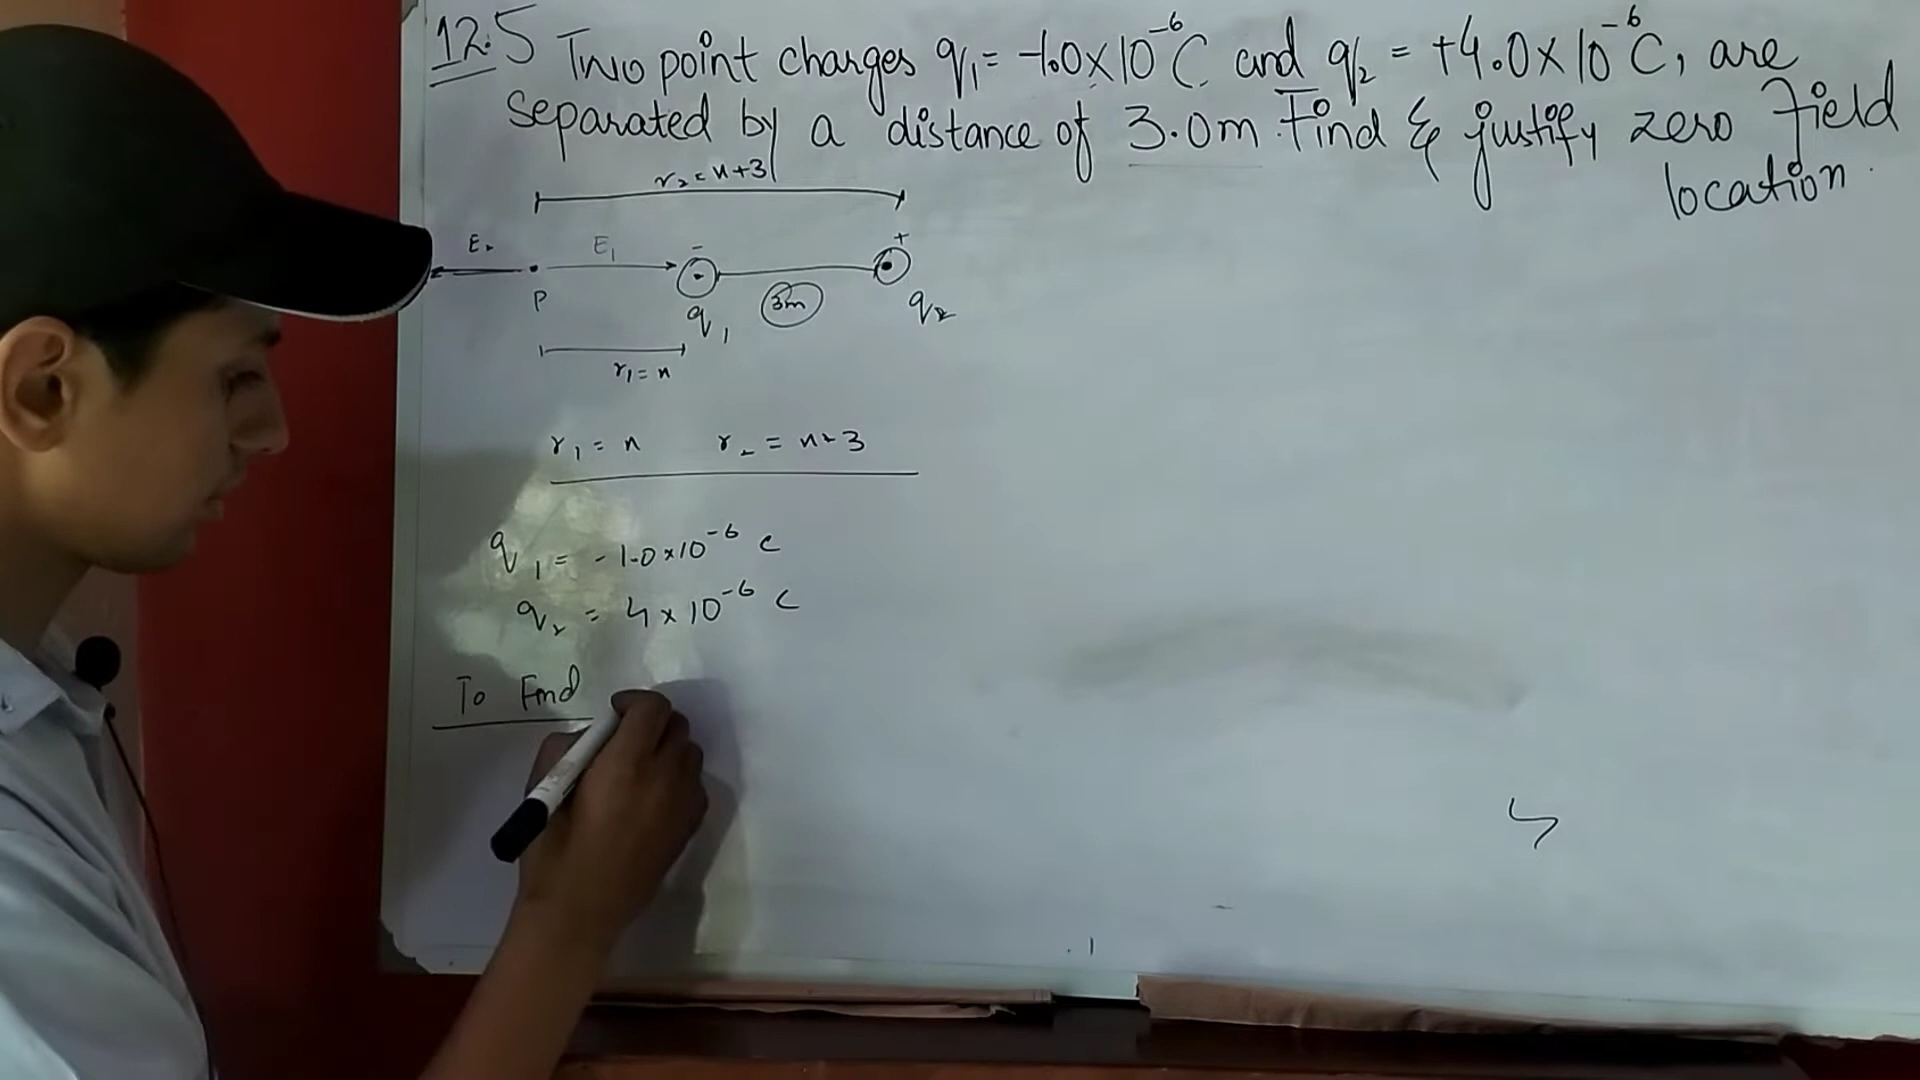 12.5 Two point charges q₁ = -1.0×10⁻⁶C and q₂ = +4.0×10⁻⁶C, are
separated by a distance of 3.0m. Find & justify zero field
location.
r₂ = x+3
E₂ E₁ - +
P q₁ 3m q₂
r₁ = x
r₁ = x r₂ = x+3
q₁ = -1.0×10⁻⁶ c
q₂ = 4×10⁻⁶ c
To Find